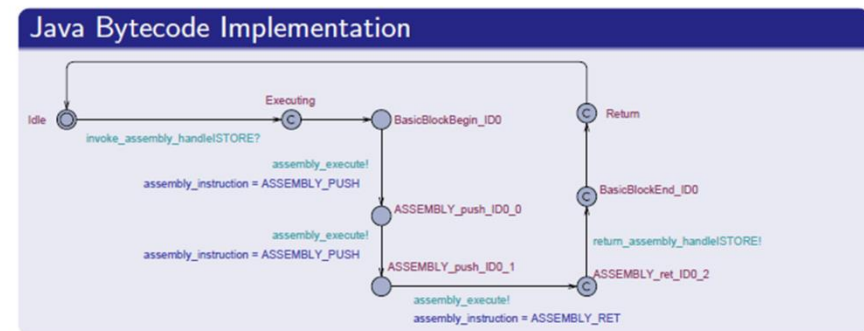 Java Bytecode Implementation
Executing
C
Return
Idle
C
BasicBlockBegin_ID0
invoke_assembly_handleISTORE?
assembly_execute!
assembly_instruction = ASSEMBLY_PUSH
C
BasicBlockEnd_ID0
ASSEMBLY_push_ID0_0
assembly_execute!
assembly_instruction = ASSEMBLY_PUSH
return_assembly_handleISTORE!
ASSEMBLY_push_ID0_1
C
ASSEMBLY_ret_ID0_2
assembly_execute!
assembly_instruction = ASSEMBLY_RET